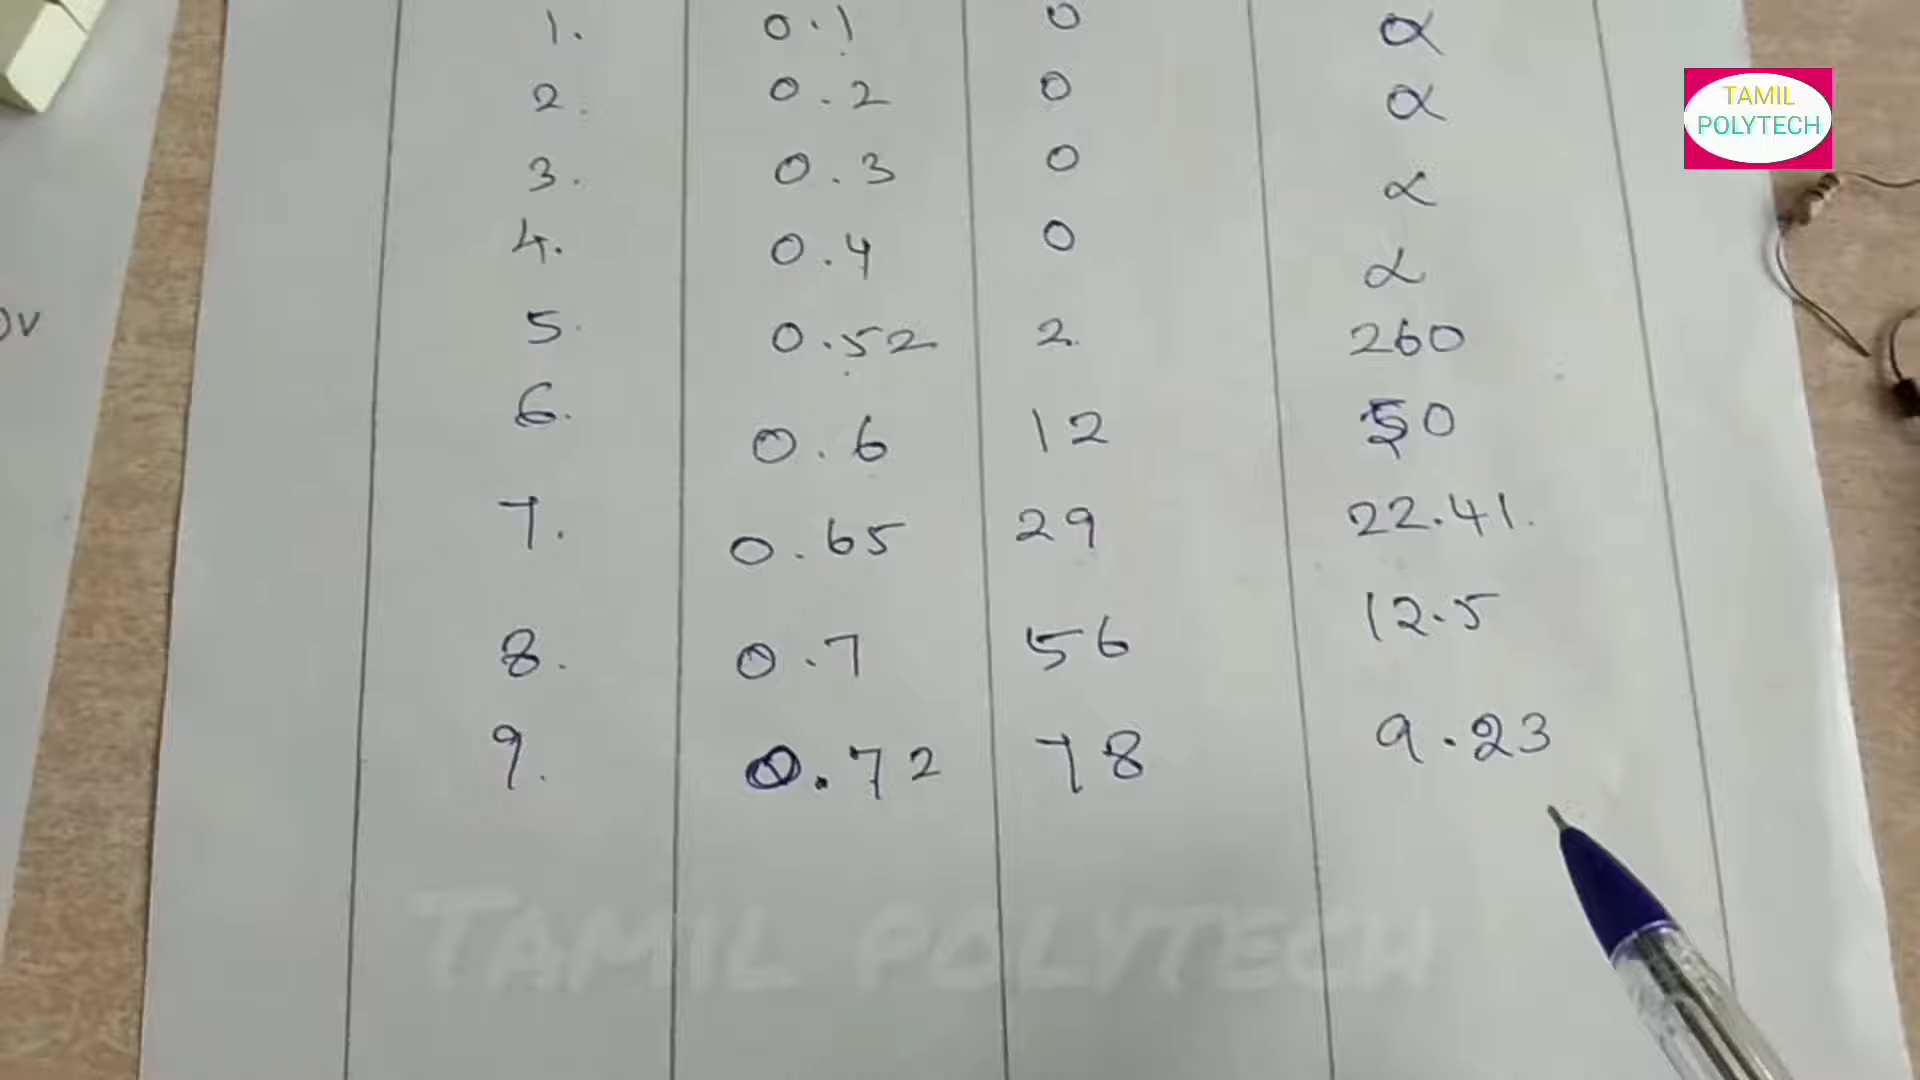 1. 0.1 0 α
2. 0.2 0 α
3. 0.3 0 α
4. 0.4 0 α
5. 0.52 2 260
6. 0.6 12 50
7. 0.65 29 22.41.
8. 0.7 56 12.5
9. 0.72 78 9.23
TAMIL
POLYTECH
TAMIL POLYTECH